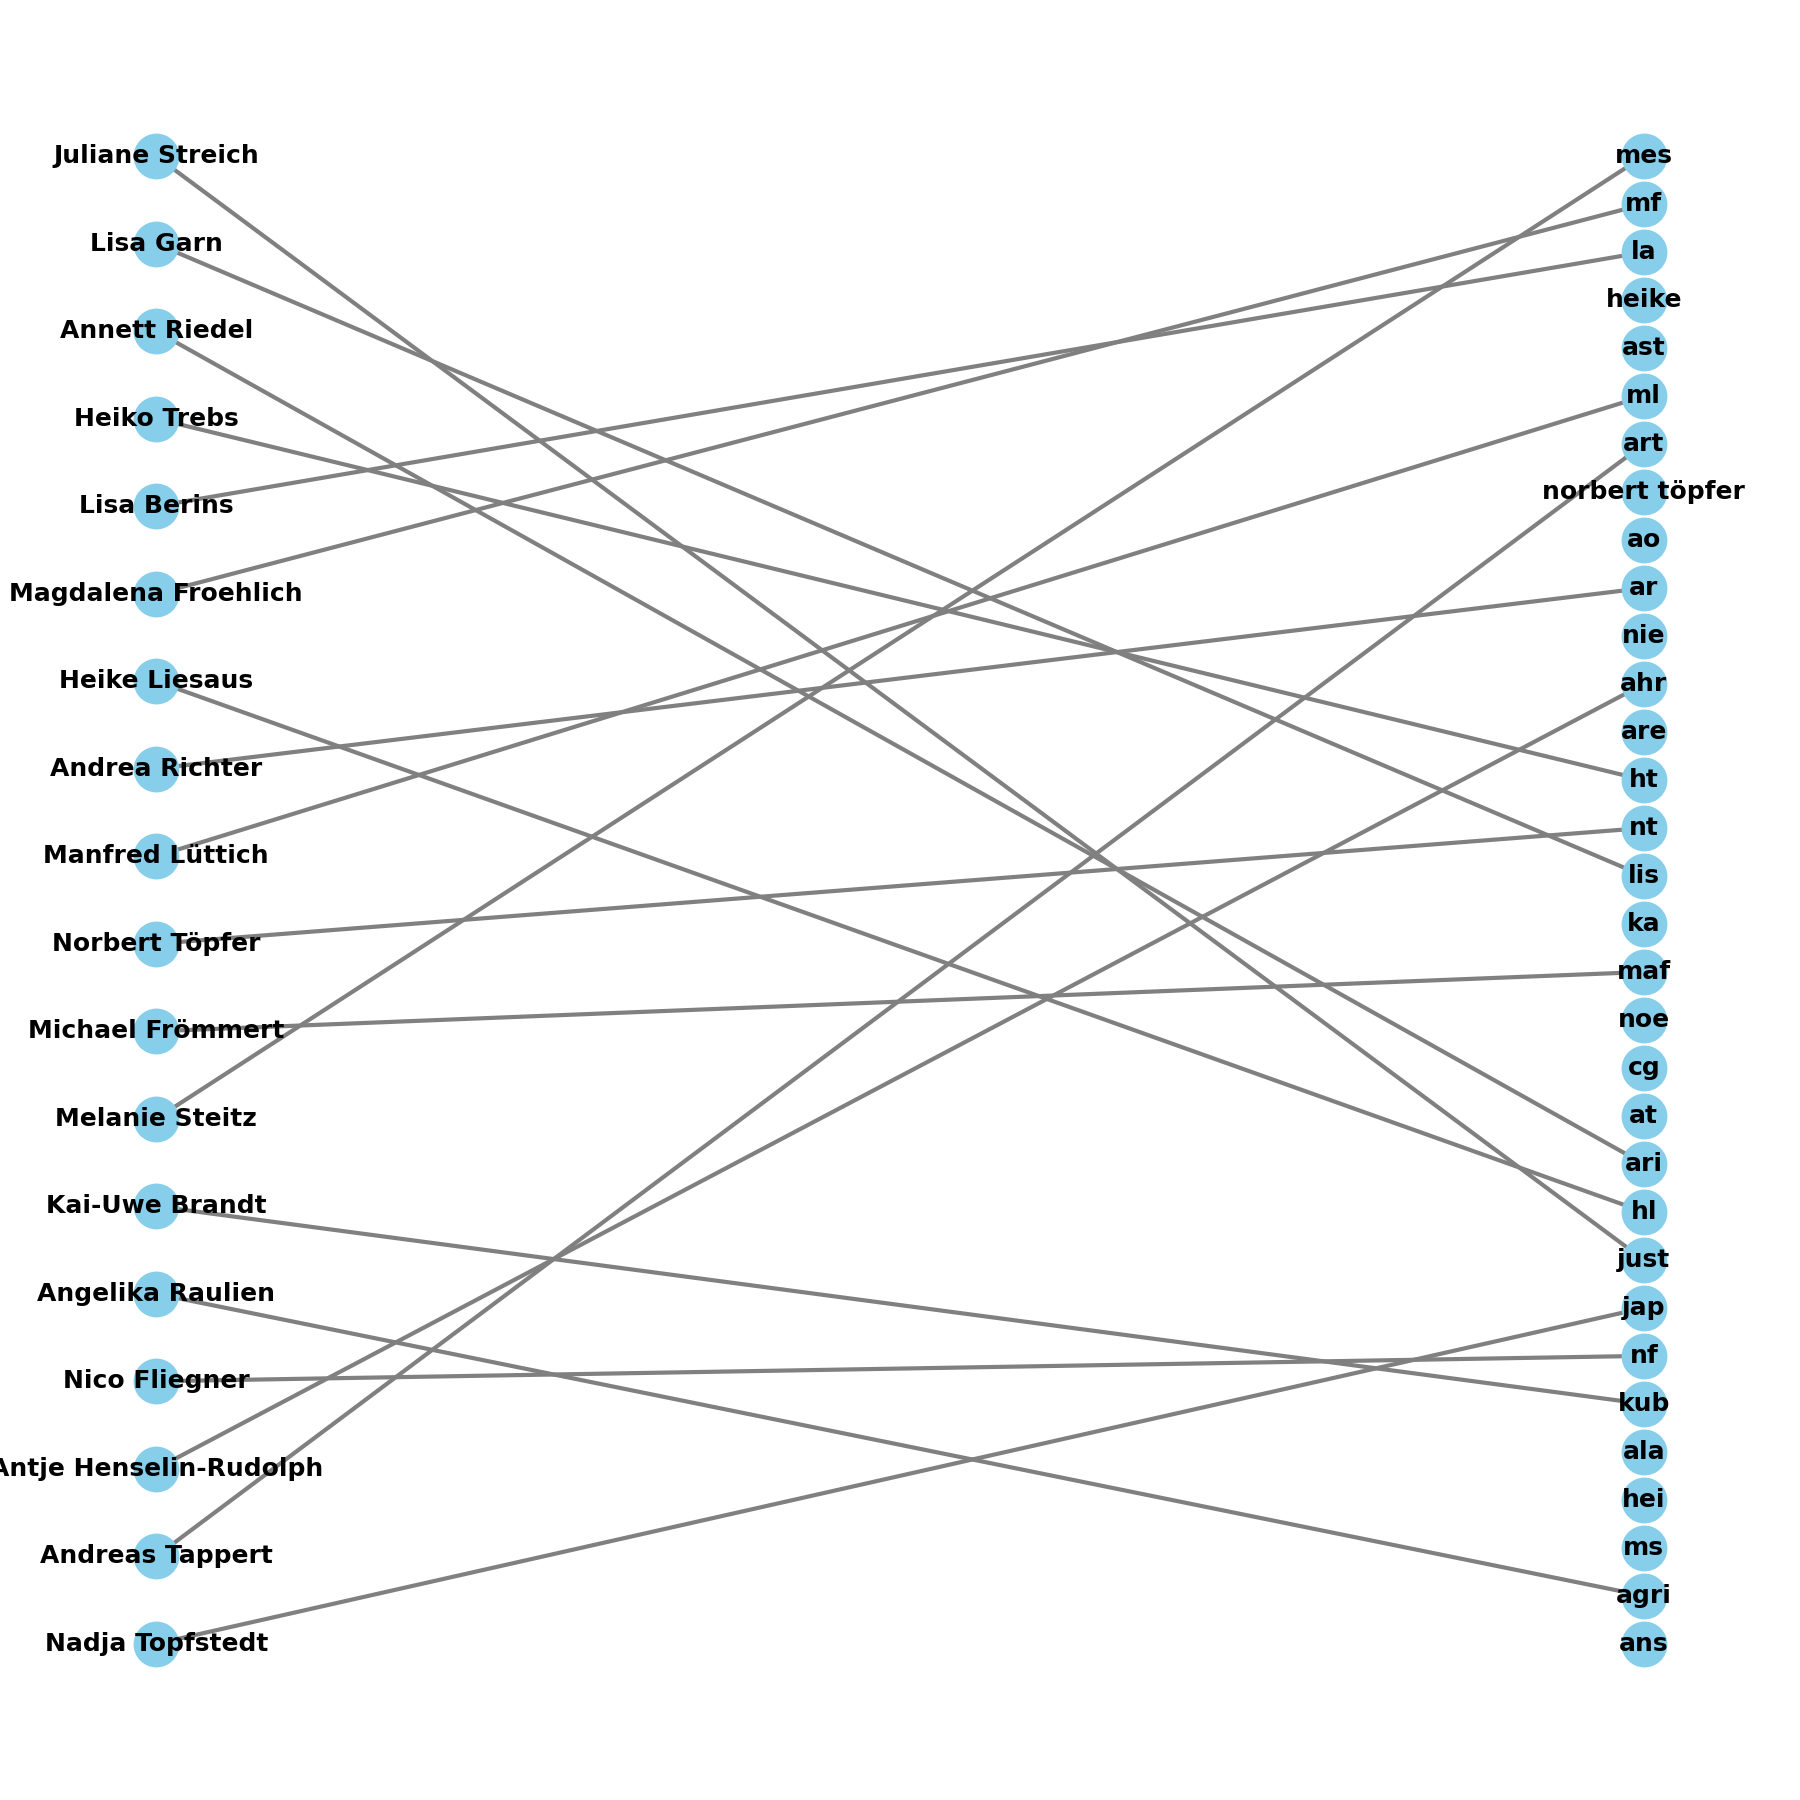 Juliane Streich
Lisa Garn
Annett Riedel
Heiko Trebs
Lisa Berins
Magdalena Froehlich
Heike Liesaus
Andrea Richter
Manfred Lüttich
Norbert Töpfer
Michael Frömmert
Melanie Steitz
Kai-Uwe Brandt
Angelika Raulien
Nico Fliegner
Antje Henselin-Rudolph
Andreas Tappert
Nadja Topfstedt
mes
mf
la
heike
ast
ml
art
norbert töpfer
ao
ar
nie
ahr
are
ht
nt
lis
ka
maf
noe
cg
at
ari
hl
just
jap
nf
kub
ala
hei
ms
agri
ans